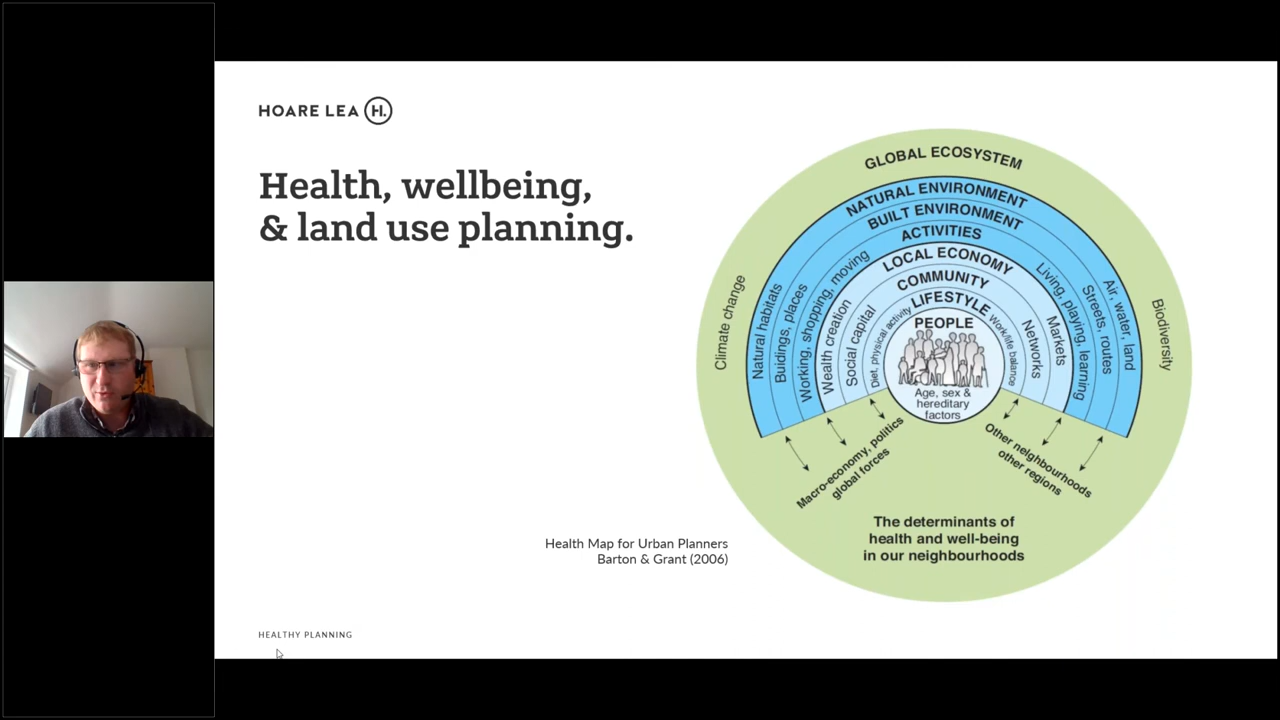 HOARE LEA H.
Health, wellbeing,
& land use planning.
GLOBAL ECOSYSTEM
NATURAL ENVIRONMENT
BUILT ENVIRONMENT
ACTIVITIES
LOCAL ECONOMY
COMMUNITY
LIFESTYLE
PEOPLE
Age, sex &
hereditary
factors
Climate change
Natural habitats
Buidings, places
Working, shopping, moving
Wealth creation
Social capital
Diet, physical activity
Work/life balance
Networks
Markets
Living, playing, learning
Streets, routes
Air, water, land
Biodiversity
Macro-economy, politics
global forces
Other neighbourhoods
other regions
The determinants of
health and well-being
in our neighbourhoods
Health Map for Urban Planners
Barton & Grant (2006)
HEALTHY PLANNING